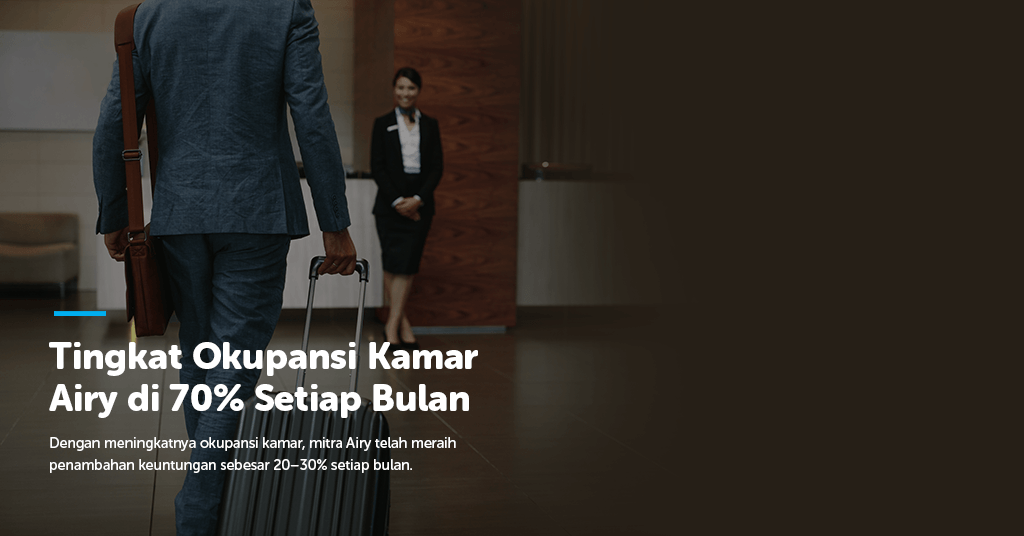 Tingkat Okupansi Kamar
Airy di 70% Setiap Bulan
Dengan meningkatnya okupansi kamar, mitra Airy telah meraih
penambahan keuntungan sebesar 20–30% setiap bulan.